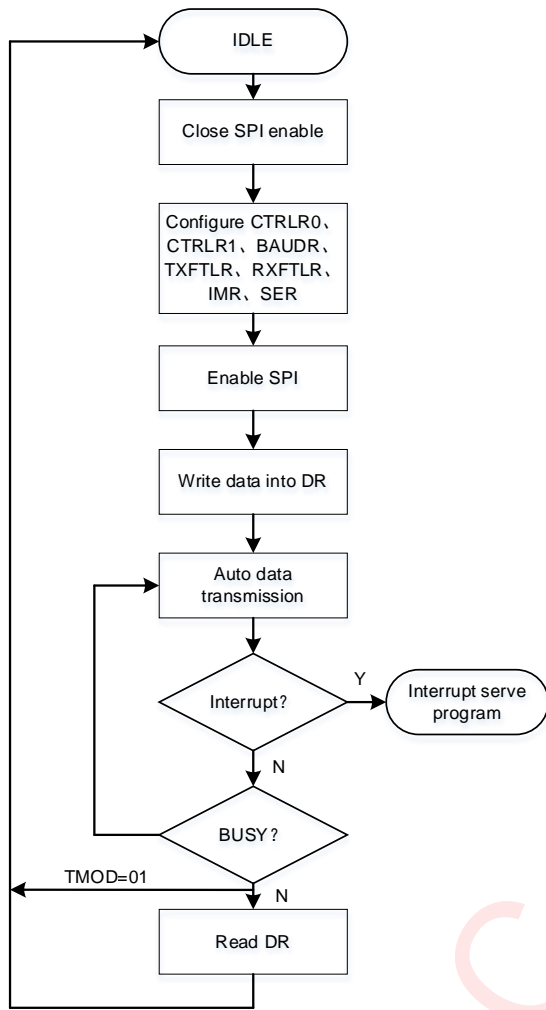 IDLE
Close SPI enable
Configure CTRLR0、
CTRLR1、BAUDR、
TXFTLR、RXFTLR、
IMR、SER
Enable SPI
Write data into DR
Auto data
transmission
Interrupt?
Y
Interrupt serve
program
N
BUSY?
TMOD=01
N
Read DR